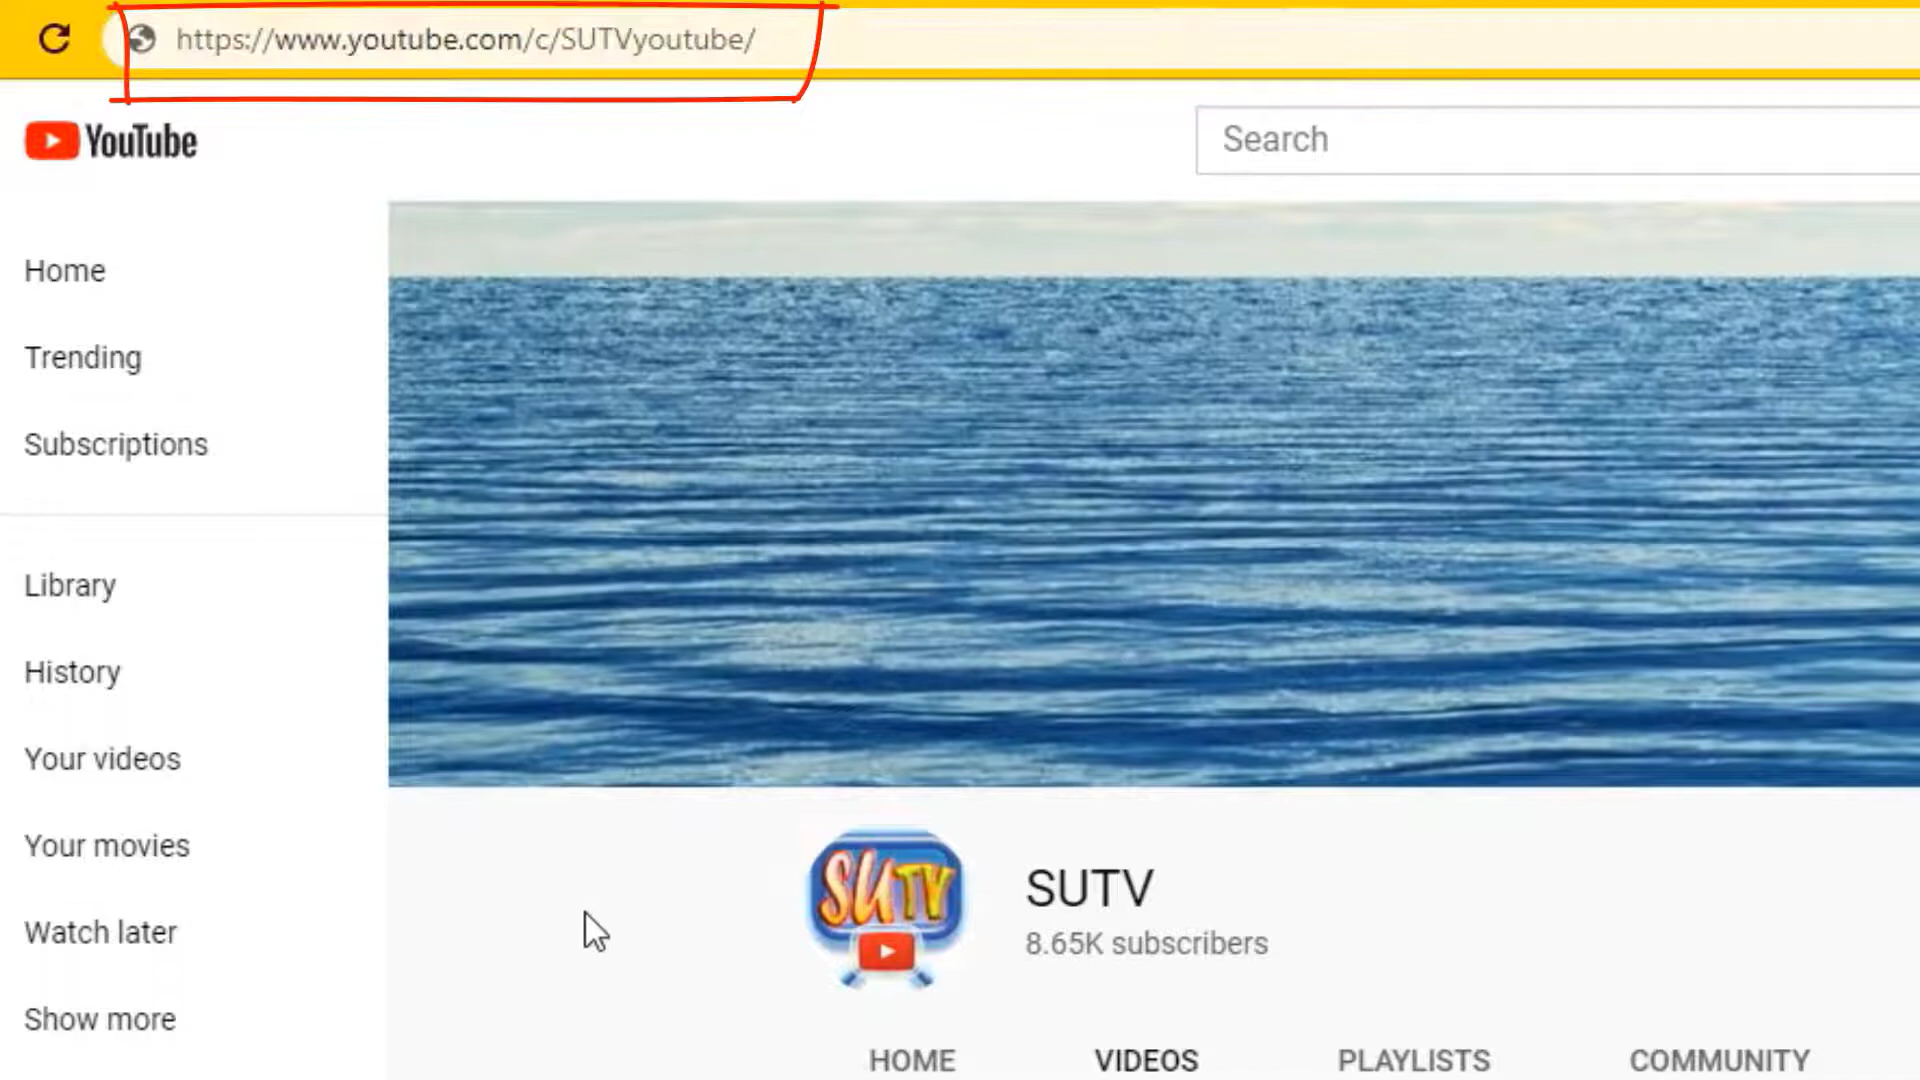 https://www.youtube.com/c/SUTVyoutube/
YouTube
Search
Home
Trending
Subscriptions
Library
History
Your videos
Your movies
Watch later
Show more
SUTV
SUTV
8.65K subscribers
HOME VIDEOS PLAYLISTS COMMUNITY